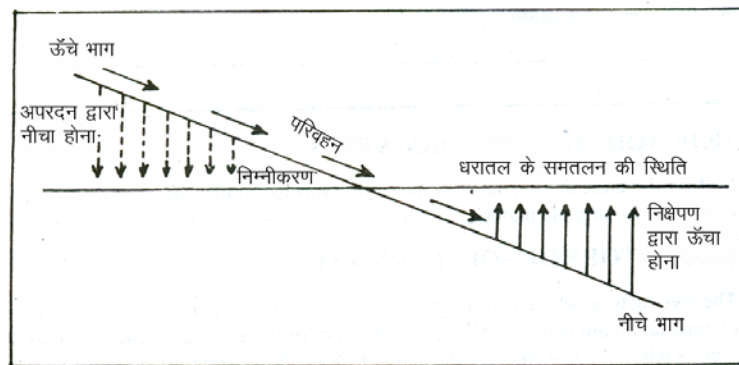 ऊँचे भाग
अपरदन द्वारा
नीचा होना
परिवहन
निम्नीकरण
धरातल के समतलन की स्थिति
निक्षेपण
द्वारा ऊँचा
होना
नीचे भाग